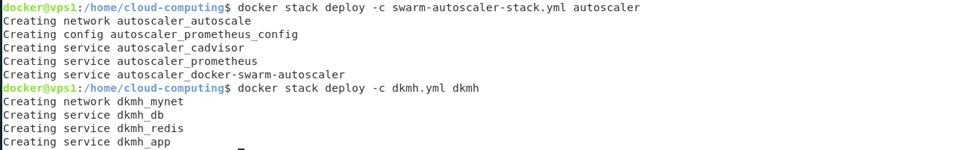 docker@vps1:/home/cloud-computing$ docker stack deploy -c swarm-autoscaler-stack.yml autoscaler
Creating network autoscaler_autoscale
Creating config autoscaler_prometheus_config
Creating service autoscaler_cadvisor
Creating service autoscaler_prometheus
Creating service autoscaler_docker-swarm-autoscaler
docker@vps1:/home/cloud-computing$ docker stack deploy -c dkmh.yml dkmh
Creating network dkmh_mynet
Creating service dkmh_db
Creating service dkmh_redis
Creating service dkmh_app